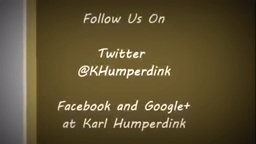 Follow Us On
Twitter
@KHumperdink
Facebook and Google+
at Karl Humperdink